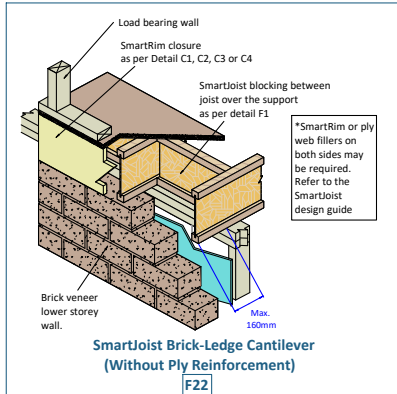 Load bearing wall
SmartRim closure
as per Detail C1, C2, C3 or C4
SmartJoist blocking between
joist over the support
as per detail F1
*SmartRim or ply
web fillers on
both sides may
be required.
Refer to the
SmartJoist
design guide
Brick veneer
lower storey
wall.
Max.
160mm
SmartJoist Brick-Ledge Cantilever
(Without Ply Reinforcement)
F22